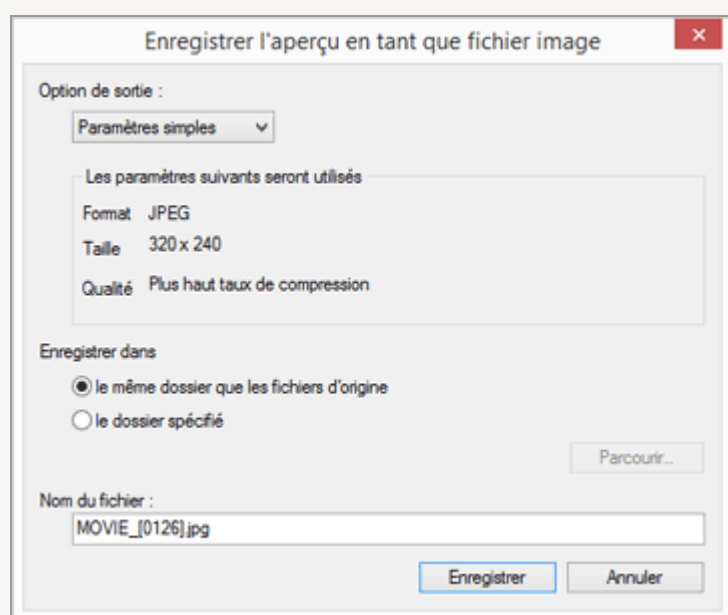 Enregistrer l'aperçu en tant que fichier image
Option de sortie :
Paramètres simples
Les paramètres suivants seront utilisés
Format JPEG
Taille 320 x 240
Qualité Plus haut taux de compression
Enregistrer dans
le même dossier que les fichiers d'origine
le dossier spécifié
Parcourir...
Nom du fichier :
MOVIE_[0126].jpg
Enregistrer Annuler